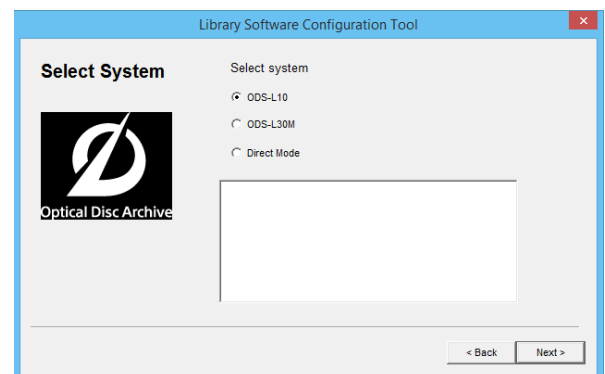 Library Software Configuration Tool
Select System
Select system
ODS-L10
ODS-L30M
Direct Mode
Optical Disc Archive
< Back
Next >